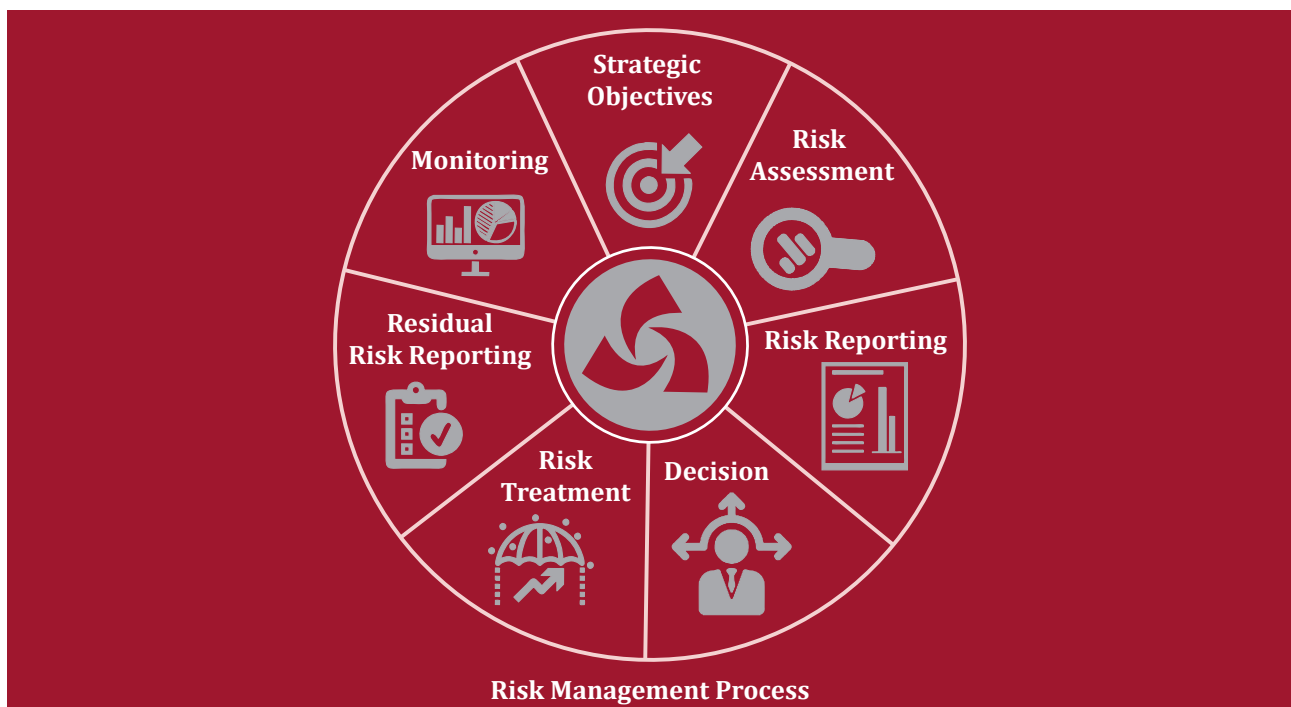 Strategic
Objectives
Risk
Assessment
Risk Reporting
Decision
Risk
Treatment
Residual
Risk Reporting
Monitoring
Risk Management Process